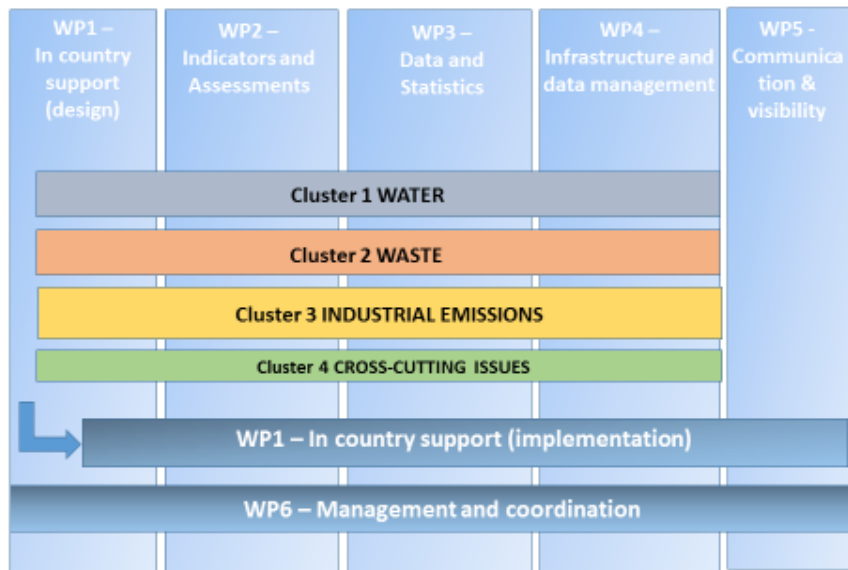 WP1 –
In country
support
(design)
WP2 –
Indicators and
Assessments
WP3 –
Data and
Statistics
WP4 –
Infrastructure and
data management
WP5 -
Communica
tion &
visibility
Cluster 1 WATER
Cluster 2 WASTE
Cluster 3 INDUSTRIAL EMISSIONS
Cluster 4 CROSS-CUTTING ISSUES
WP1 – In country support (implementation)
WP6 – Management and coordination